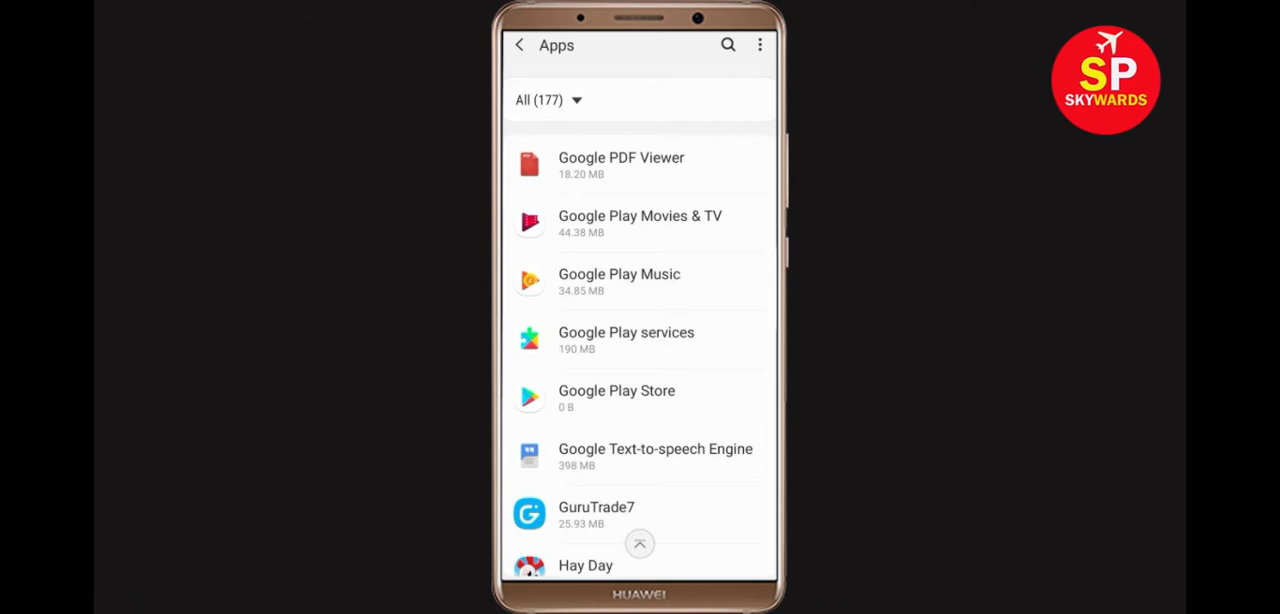 Apps
All (177)
Google PDF Viewer
18.20 MB
Google Play Movies & TV
44.38 MB
Google Play Music
34.85 MB
Google Play services
190 MB
Google Play Store
0 B
Google Text-to-speech Engine
398 MB
GuruTrade7
25.93 MB
Hay Day
HUAWEI
SP
SKYWARDS